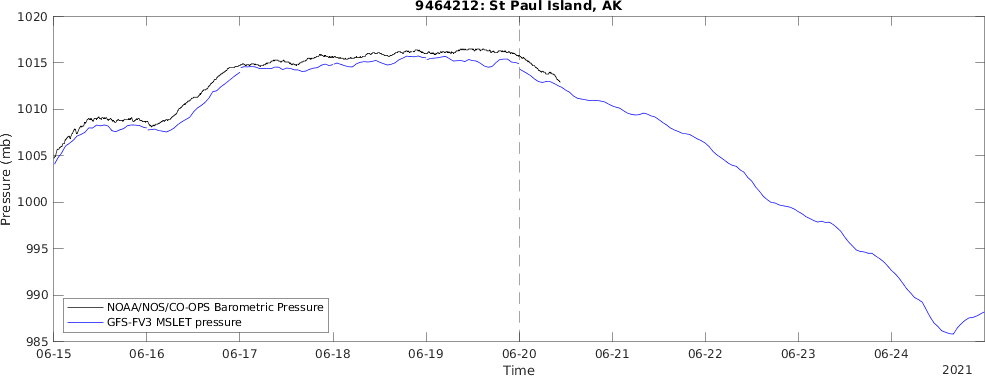 9464212: St Paul Island, AK
1020
1015
1010
1005
1000
995
990
985
Pressure (mb)
NOAA/NOS/CO-OPS Barometric Pressure
GFS-FV3 MSLET pressure
06-15 06-16 06-17 06-18 06-19 06-20 06-21 06-22 06-23 06-24
Time
2021